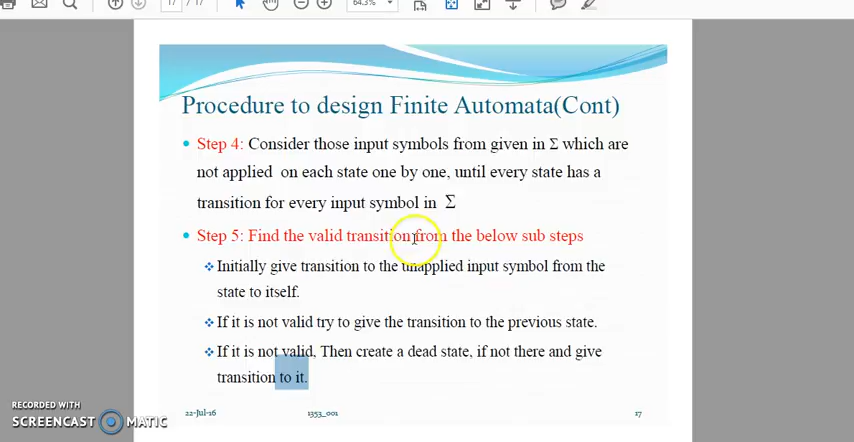 17 / 17
64.3%
Procedure to design Finite Automata(Cont)
Step 4: Consider those input symbols from given in Σ which are
not applied on each state one by one, until every state has a
transition for every input symbol in Σ
Step 5: Find the valid transition from the below sub steps
Initially give transition to the unapplied input symbol from the
state to itself.
If it is not valid try to give the transition to the previous state.
If it is not valid, Then create a dead state, if not there and give
transition to it.
22-Jul-16 1353_001 17
RECORDED WITH
SCREENCAST MATIC